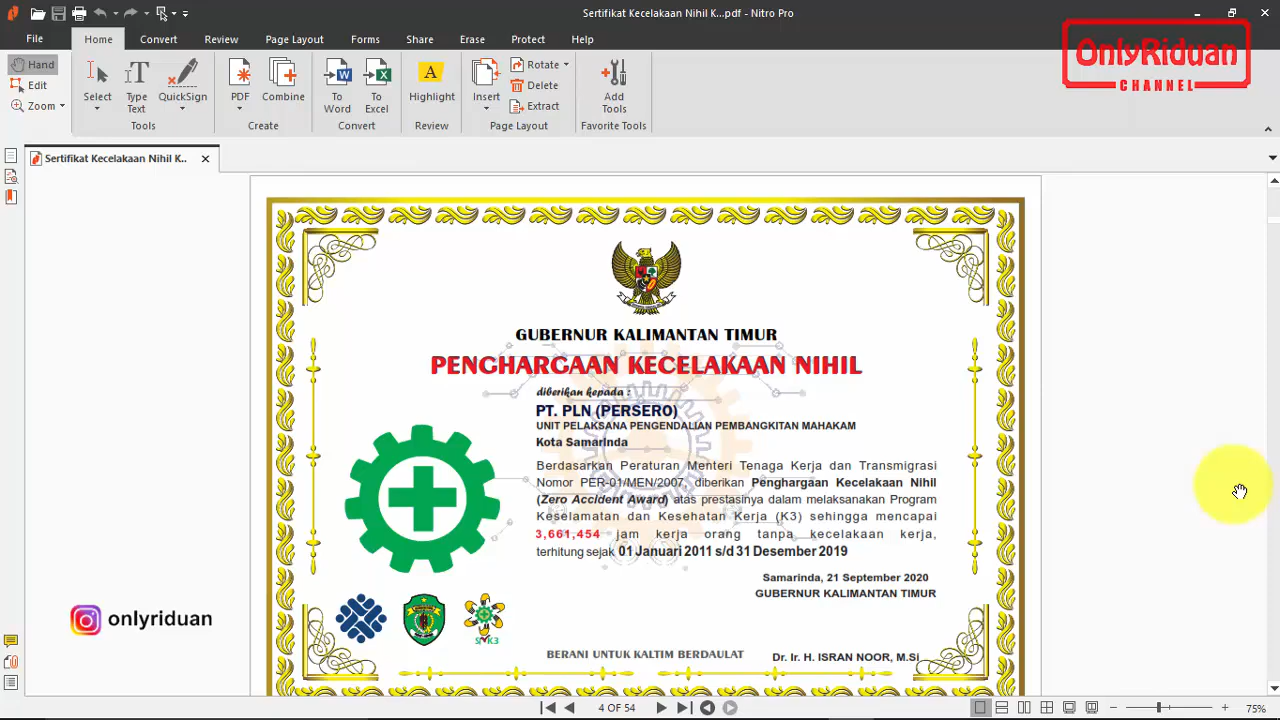 Sertifikat Kecelakaan Nihil K...pdf - Nitro Pro
File
Home
Convert
Review
Page Layout
Forms
Share
Erase
Protect
Help
OnlyRiduan
CHANNEL
Hand
Edit
Zoom
Select
Type Text
QuickSign
Tools
PDF
Combine
Create
To Word
To Excel
Convert
Highlight
Review
Insert
Rotate
Delete
Extract
Page Layout
Add Tools
Favorite Tools
Sertifikat Kecelakaan Nihil K..
GUBERNUR KALIMANTAN TIMUR
PENGHARGAAN KECELAKAAN NIHIL
diberikan kepada :
PT. PLN (PERSERO)
UNIT PELAKSANA PENGENDALIAN PEMBANGKITAN MAHAKAM
Kota Samarinda
Berdasarkan Peraturan Menteri Tenaga Kerja dan Transmigrasi
Nomor PER-01/MEN/2007, diberikan Penghargaan Kecelakaan Nihil
(Zero Accident Award) atas prestasinya dalam melaksanakan Program
Keselamatan dan Kesehatan Kerja (K3) sehingga mencapai
3,661,454 jam kerja orang tanpa kecelakaan kerja,
terhitung sejak 01 Januari 2011 s/d 31 Desember 2019
Samarinda, 21 September 2020
GUBERNUR KALIMANTAN TIMUR
onlyriduan
BERANI UNTUK KALTIM BERDAULAT
Dr. Ir. H. ISRAN NOOR, M.Si
4 OF 54
75%